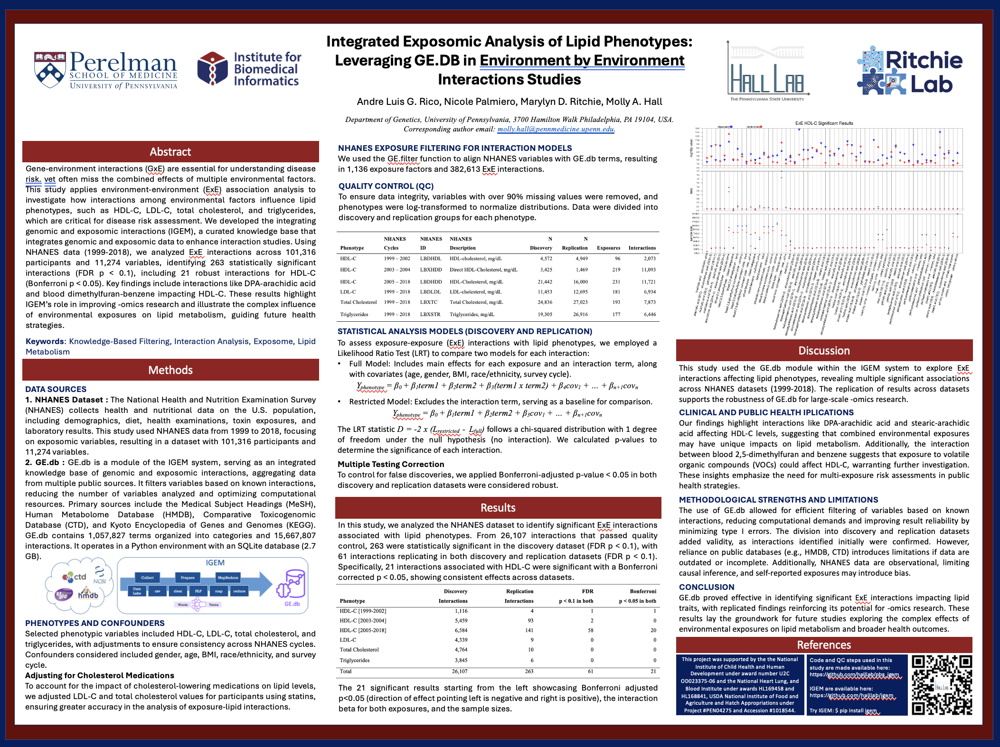 Perelman
SCHOOL OF MEDICINE
UNIVERSITY of PENNSYLVANIA
Institute for
Biomedical
Informatics
Integrated Exposomic Analysis of Lipid Phenotypes:
Leveraging GE.DB in Environment by Environment
Interactions Studies
Andre Luis G. Rico, Nicole Palmiero, Marylyn D. Ritchie, Molly A. Hall
Department of Genetics, University of Pennsylvania, 3700 Hamilton Walk Philadelphia, PA 19104, USA.
Corresponding author email: molly.hall@pennmedicine.upenn.edu.
HALL LAB
THE PENNSYLVANIA STATE UNIVERSITY
Ritchie
Lab
Abstract
Gene-environment interactions (GxE) are essential for understanding disease
risk. vet often miss the combined effects of multiple environmental factors.
This study applies environment-environment (ExE) association analysis to
investigate how interactions among environmental factors influence lipid
phenotypes, such as HDL-C, LDL-C, total cholesterol, and triglycerides,
which are critical for disease risk assessment. We developed the integrating
genomic and exposomic interactions (IGEM), a curated knowledge base that
integrates genomic and exposomic data to enhance interaction studies. Using
NHANES data (1999-2018), we analyzed ExE interactions across 101,316
participants and 11,274 variables, identifying 263 statistically significant
interactions (FDR p < 0.1), including 21 robust interactions for HDL-C
(Bonferroni p < 0.05). Key findings include interactions like DPA-arachidic acid
and blood dimethylfuran-benzene impacting HDL-C. These results highlight
IGEM's role in improving -omics research and illustrate the complex influence
of environmental exposures on lipid metabolism, guiding future health
strategies.
Keywords: Knowledge-Based Filtering, Interaction Analysis, Exposome, Lipid
Metabolism
Methods
DATA SOURCES
1. NHANES Dataset : The National Health and Nutrition Examination Survey
(NHANES) collects health and nutritional data on the U.S. population,
including demographics, diet, health examinations, toxin exposures, and
laboratory results. This study used NHANES data from 1999 to 2018, focusing
on exposomic variables, resulting in a dataset with 101,316 participants and
11,274 variables.
2. GE.db : GE.db is a module of the IGEM system, serving as an integrated
knowledge base of genomic and exposomic interactions, aggregating data
from multiple public sources. It filters variables based on known interactions,
reducing the number of variables analyzed and optimizing computational
resources. Primary sources include the Medical Subject Headings (MeSH),
Human Metabolome Database (HMDB), Comparative Toxicogenomic
Database (CTD), and Kyoto Encyclopedia of Genes and Genomes (KEGG).
GE.db contains 1,057,827 terms organized into categories and 15,667,807
interactions. It operates in a Python environment with an SQLite database (2.7
GB).
ctd
NCBI
KEGG
hmdb
IGEM
Collect Prepare MapReduce
Data Lake csv clear NLP map reduce
Words Terms
GE.db
PHENOTYPES AND CONFOUNDERS
Selected phenotypic variables included HDL-C, LDL-C, total cholesterol, and
triglycerides, with adjustments to ensure consistency across NHANES cycles.
Confounders considered included gender, age, BMI, race/ethnicity, and survey
cycle.
Adjusting for Cholesterol Medications
To account for the impact of cholesterol-lowering medications on lipid levels,
we adjusted LDL-C and total cholesterol values for participants using statins,
ensuring greater accuracy in the analysis of exposure-lipid interactions.
NHANES EXPOSURE FILTERING FOR INTERACTION MODELS
We used the GE.filter function to align NHANES variables with GE.db terms, resulting
in 1,136 exposure factors and 382,613 ExE interactions.
QUALITY CONTROL (QC)
To ensure data integrity, variables with over 90% missing values were removed, and
phenotypes were log-transformed to normalize distributions. Data were divided into
discovery and replication groups for each phenotype.
NHANES NHANES NHANES N N
Phenotype Cycles ID Description Discovery Replication Exposures Interactions
HDL-C 1999 – 2002 LBDHDL HDL-cholesterol, mg/dL 4,572 4,949 96 2,073
HDL-C 2003 – 2004 LBXHDD Direct HDL-Cholesterol, mg/dL 3,425 1,469 219 11,093
HDL-C 2005 - 2018 LBDHDD HDL-Cholesterol, mg/dL 21,442 16,000 231 11,721
LDL-C 1999 – 2018 LBDLDL LDL-cholesterol, mg/dL 11,453 12,695 181 6,934
Total Cholesterol 1999 – 2018 LBXTC Total Cholesterol, mg/dL 24,836 27,023 193 7,873
Triglycerides 1999 – 2018 LBXSTR Triglycerides, mg/dL 19,305 26,916 177 6,446
STATISTICAL ANALYSIS MODELS (DISCOVERY AND REPLICATION)
To assess exposure-exposure (ExE) interactions with lipid phenotypes, we employed a
Likelihood Ratio Test (LRT) to compare two models for each interaction:
• Full Model: Includes main effects for each exposure and an interaction term, along
with covariates (age, gender, BMI, race/ethnicity, survey cycle).
Yphenotype = β0 + β1term1 + β2term2 + β3(term1 x term2) + β4cov1 + … + βn+1covn
• Restricted Model: Excludes the interaction term, serving as a baseline for comparison.
Yphenotype = β0 + β1term1 + β2term2 + β3cov1 + … + βn+1covn
The LRT statistic D = -2 x (Lrestricted - Lfull) follows a chi-squared distribution with 1 degree
of freedom under the null hypothesis (no interaction). We calculated p-values to
determine the significance of each interaction.
Multiple Testing Correction
To control for false discoveries, we applied Bonferroni-adjusted p-value < 0.05 in both
discovery and replication datasets were considered robust.
Results
In this study, we analyzed the NHANES dataset to identify significant ExE interactions
associated with lipid phenotypes. From 26,107 interactions that passed quality
control, 263 were statistically significant in the discovery dataset (FDR p < 0.1), with
61 interactions replicating in both discovery and replication datasets (FDR p < 0.1).
Specifically, 21 interactions associated with HDL-C were significant with a Bonferroni
corrected p < 0.05, showing consistent effects across datasets.
Discovery Replication FDR Bonferroni
Phenotype Interactions Interactions p < 0.1 in both p < 0.05 in both
HDL-C [1999-2002] 1,116 4 1 1
HDL-C [2003-2004] 5,459 93 2 0
HDL-C [2005-2018] 6,584 141 58 20
LDL-C 4,339 9 0 0
Total Cholesterol 4,764 10 0 0
Triglycerides 3,845 6 0 0
Total 26,107 263 61 21
The 21 significant results starting from the left showcasing Bonferroni adjusted
p<0.05 (direction of effect pointing left is negative and right is positive), the interaction
beta for both exposures, and the sample sizes.
ExE HDL-C Significant Results
discovery replication
-log10(p value)
beta
sample size
Discussion
This study used the GE.db module within the IGEM system to explore ExE
interactions affecting lipid phenotypes, revealing multiple significant associations
across NHANES datasets (1999-2018). The replication of results across datasets
supports the robustness of GE.db for large-scale -omics research.
CLINICAL AND PUBLIC HEALTH IPLICATIONS
Our findings highlight interactions like DPA-arachidic acid and stearic-arachidic
acid affecting HDL-C levels, suggesting that combined environmental exposures
may have unique impacts on lipid metabolism. Additionally, the interaction
between blood 2,5-dimethylfuran and benzene suggests that exposure to volatile
organic compounds (VOCs) could affect HDL-C, warranting further investigation.
These insights emphasize the need for multi-exposure risk assessments in public
health strategies.
METHODOLOGICAL STRENGTHS AND LIMITATIONS
The use of GE.db allowed for efficient filtering of variables based on known
interactions, reducing computational demands and improving result reliability by
minimizing type I errors. The division into discovery and replication datasets
added validity, as interactions identified initially were confirmed. However,
reliance on public databases (e.g., HMDB, CTD) introduces limitations if data are
outdated or incomplete. Additionally, NHANES data are observational, limiting
causal inference, and self-reported exposures may introduce bias.
CONCLUSION
GE.db proved effective in identifying significant ExE interactions impacting lipid
traits, with replicated findings reinforcing its potential for -omics research. These
results lay the groundwork for future studies exploring the complex effects of
environmental exposures on lipid metabolism and broader health outcomes.
References
This project was supported by the the National
Institute of Child Health and Human
Development under award number U2C
OD023375-06 and the National Heart Lung, and
Blood Institute under awards HL169458 and
HL168841, USDA National Institute of Food and
Agriculture and Hatch Appropriations under
Project #PEN04275 and Accession #1018544.
Code and QC steps used in this
study are made available here:
https://github.com/halllab/pbs_igem
IGEM are available here:
https://github.com/halllab/igem
Try IGEM: $ pip install igem
HALL LAB